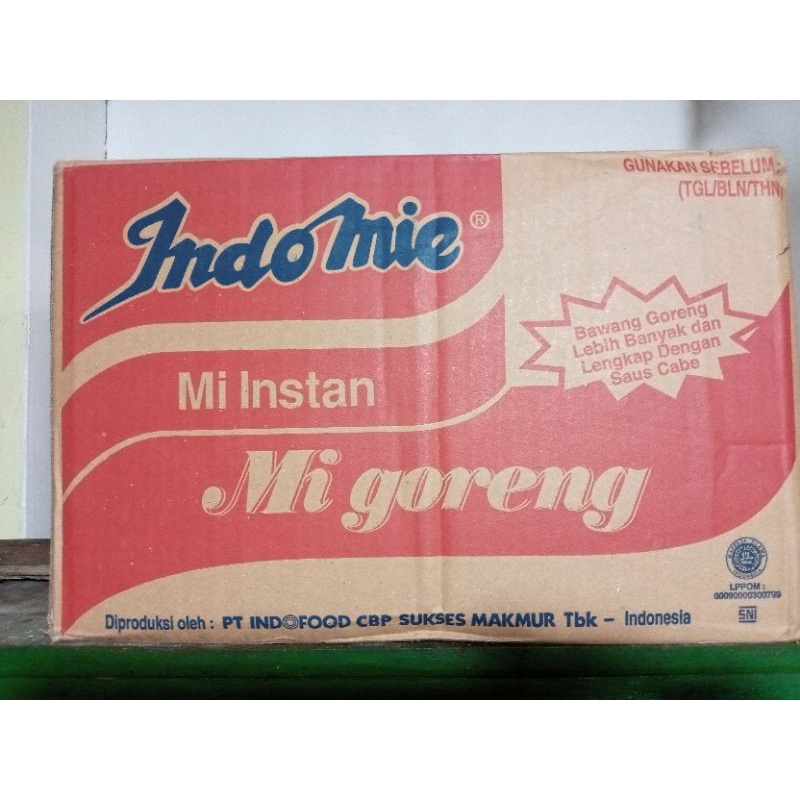 GUNAKAN SEBELUM :
(TGL/BLN/THN)
Indomie ®
Bawang Goreng
Lebih Banyak dan
Lengkap Dengan
Saus Cabe
Mi Instan
Mi goreng
LPPOM :
00090000300799
SNI
Diproduksi oleh : PT INDOFOOD CBP SUKSES MAKMUR Tbk – Indonesia